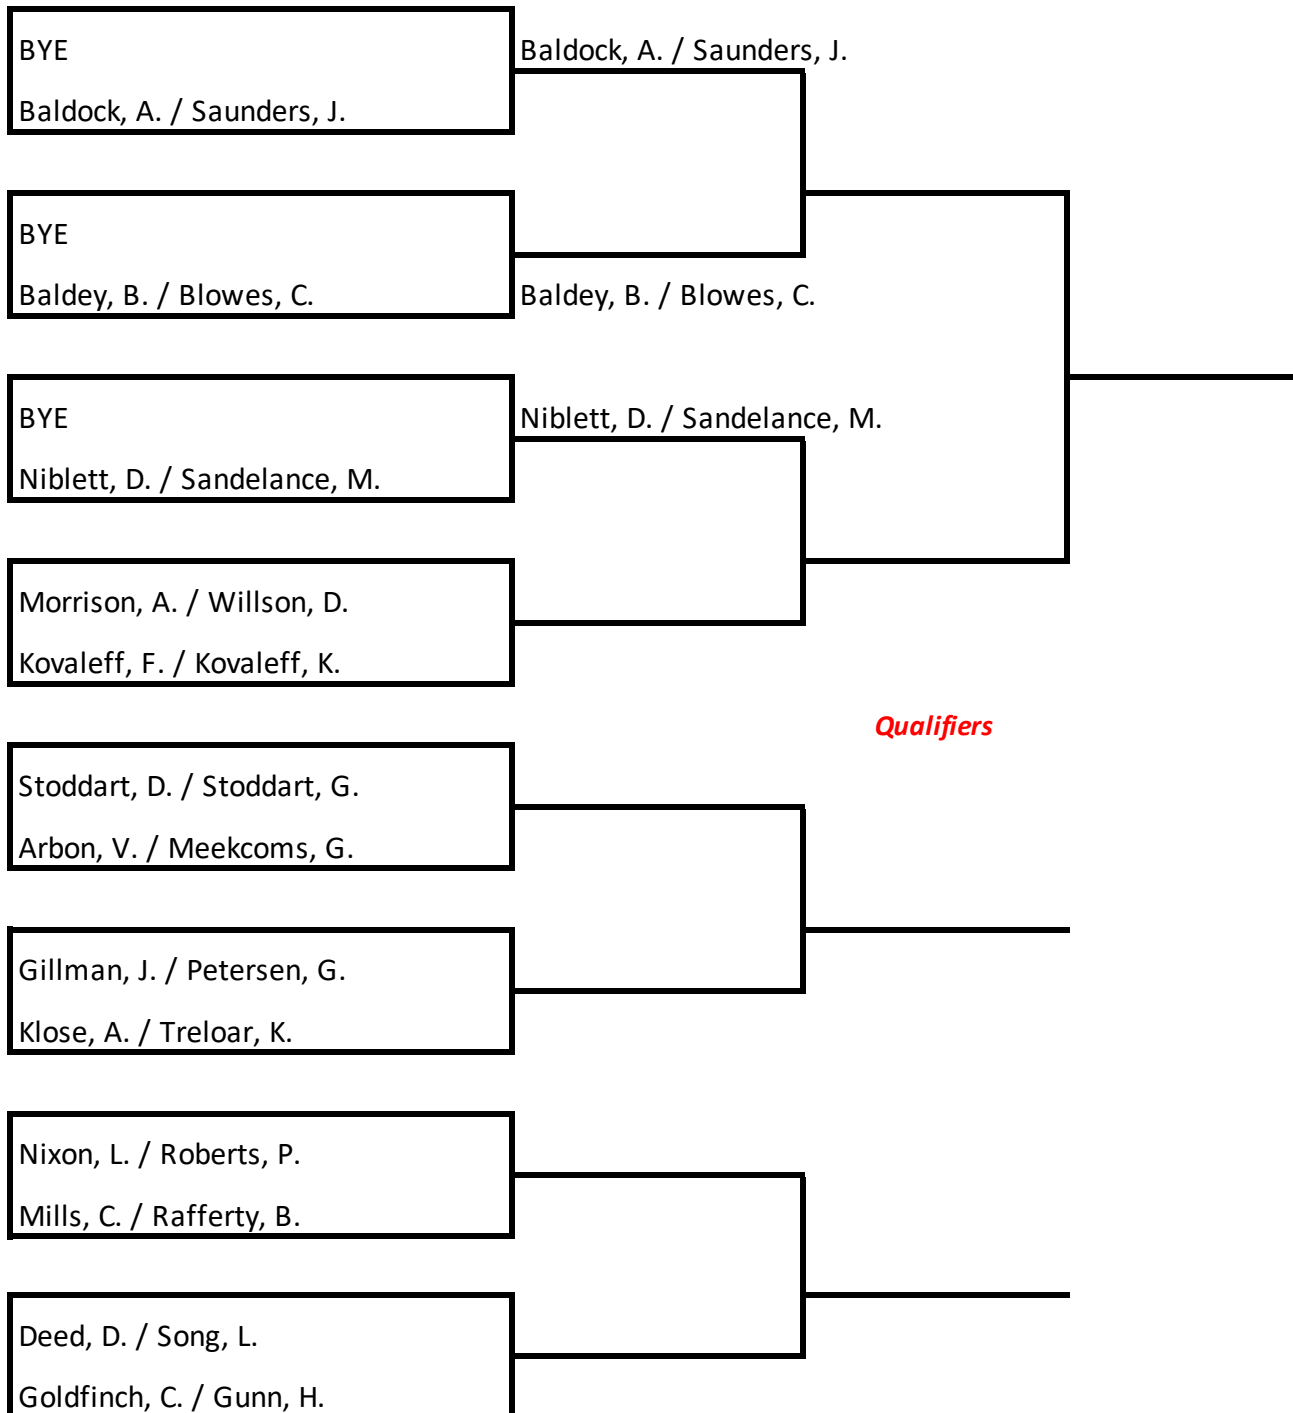 BYE
Baldock, A. / Saunders, J.
Baldock, A. / Saunders, J.
BYE
Baldey, B. / Blowes, C.
Baldey, B. / Blowes, C.
BYE
Niblett, D. / Sandelance, M.
Niblett, D. / Sandelance, M.
Morrison, A. / Willson, D.
Kovaleff, F. / Kovaleff, K.
Qualifiers
Stoddart, D. / Stoddart, G.
Arbon, V. / Meekcoms, G.
Gillman, J. / Petersen, G.
Klose, A. / Treloar, K.
Nixon, L. / Roberts, P.
Mills, C. / Rafferty, B.
Deed, D. / Song, L.
Goldfinch, C. / Gunn, H.